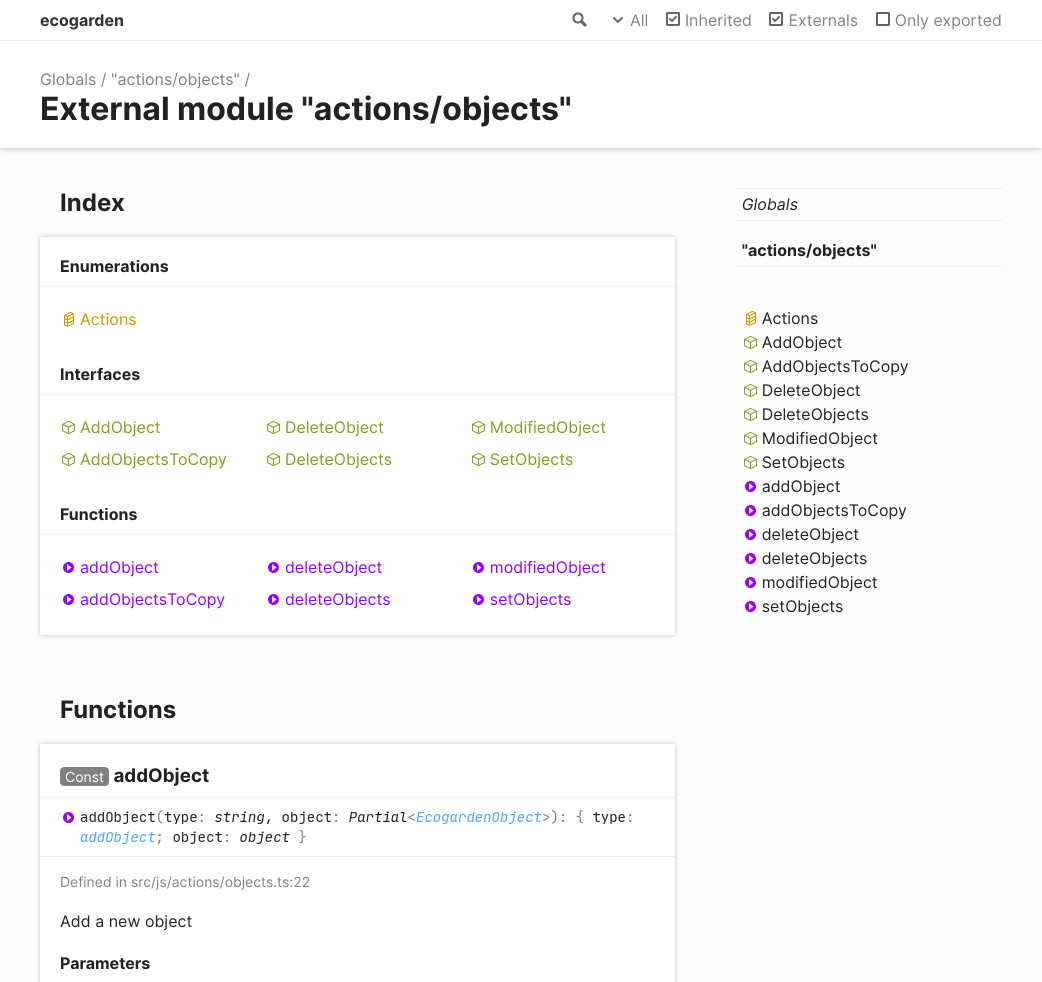 ecogarden
All Inherited Externals Only exported
Globals / "actions/objects" /
External module "actions/objects"
Index
Enumerations
Actions
Interfaces
AddObject DeleteObject ModifiedObject
AddObjectsToCopy DeleteObjects SetObjects
Functions
addObject deleteObject modifiedObject
addObjectsToCopy deleteObjects setObjects
Functions
Const addObject
addObject(type: string, object: Partial<EcogardenObject>): { type:
addObject; object: object }
Defined in src/js/actions/objects.ts:22
Add a new object
Parameters
Globals
"actions/objects"
Actions
AddObject
AddObjectsToCopy
DeleteObject
DeleteObjects
ModifiedObject
SetObjects
addObject
addObjectsToCopy
deleteObject
deleteObjects
modifiedObject
setObjects